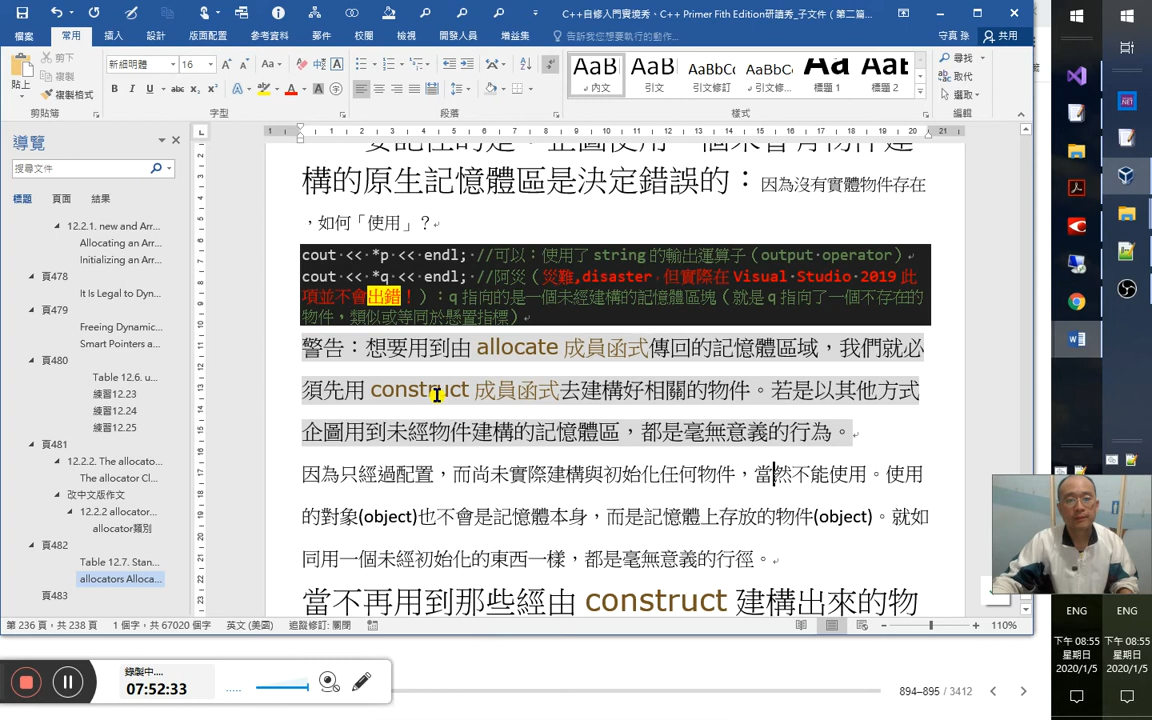 C++自修入門實境秀、C++ Primer Fith Edition研讀秀_子文件（第二篇...
檔案 常用 插入 設計 版面配置 參考資料 郵件 校閱 檢視 開發人員 增益集 告訴我您想要執行的動作... 守真 孫 共用
貼上 剪下 複製 複製格式
新細明體 16
AaB AaB AaBbCc AaBbCc AaB AaB
內文 引文 引文修訂 引文修... 標題 1 標題 2
尋找 取代 選取
剪貼簿 字型 段落 樣式 編輯
導覽
搜尋文件
標題 頁面 結果
12.2.1. new and Arr...
Allocating an Arr...
Initializing an Arr...
頁478
It Is Legal to Dyn...
頁479
Freeing Dynamic...
Smart Pointers a...
頁480
Table 12.6. u...
練習12.23
練習12.24
練習12.25
頁481
12.2.2. The allocato...
The allocator Cl...
改中文版作文
12.2.2 allocator...
allocator類別
頁482
Table 12.7. Stan...
allocators Alloca...
頁483
構的原生記憶體區是決定錯誤的：因為沒有實體物件存在
，如何「使用」？
cout << *p << endl; //可以：使用了 string 的輸出運算子（output operator）
cout << *q << endl; //阿災（災難,disaster，但實際在 Visual Studio 2019 此
項並不會出錯！）：q 指向的是一個未經建構的記憶體區塊（就是 q 指向了一個不存在的
物件，類似或等同於懸置指標）
警告：想要用到由 allocate 成員函式傳回的記憶體區域，我們就必
須先用 construct 成員函式去建構好相關的物件。若是以其他方式
企圖用到未經物件建構的記憶體區，都是毫無意義的行為。
因為只經過配置，而尚未實際建構與初始化任何物件，當然不能使用。使用
的對象(object)也不會是記憶體本身，而是記憶體上存放的物件(object)。就如
同用一個未經初始化的東西一樣，都是毫無意義的行徑。
當不再用到那些經由 construct 建構出來的物
第 236 頁，共 238 頁 1 個字，共 67020 個字 英文 (美國) 追蹤修訂: 關閉 110%
錄製中....
07:52:33
894–895 / 3412
ENG ENG
下午 08:55 下午 08:55
星期日 星期日
2020/1/5 2020/1/5